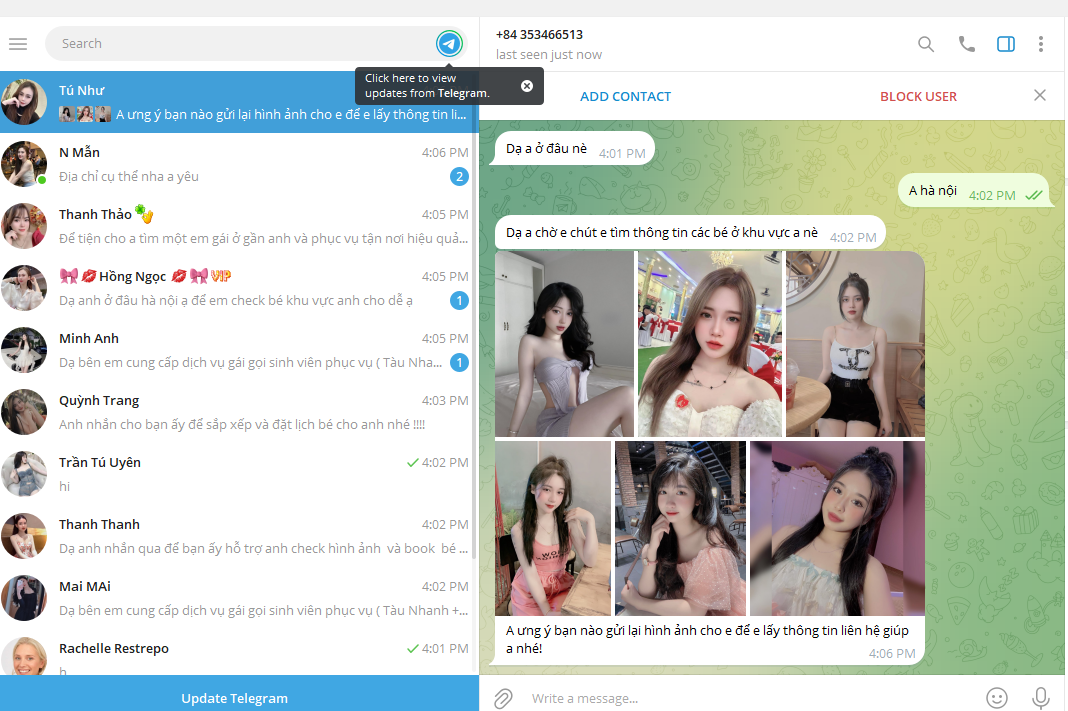 Search
Click here to view
updates from Telegram.
Tú Như
A ưng ý bạn nào gửi lại hình ảnh cho e để e lấy thông tin li...
N Mẫn
4:06 PM
Địa chỉ cụ thể nha a yêu
2
Thanh Thảo
4:05 PM
Để tiện cho a tìm một em gái ở gần anh và phục vụ tận nơi hiệu quả...
Hồng Ngọc VIP
4:05 PM
Dạ anh ở đâu hà nội ạ để em check bé khu vực anh cho dễ ạ
1
Minh Anh
4:05 PM
Dạ bên em cung cấp dịch vụ gái gọi sinh viên phục vụ ( Tàu Nha...
1
Quỳnh Trang
4:03 PM
Anh nhắn cho bạn ấy để sắp xếp và đặt lịch bé cho anh nhé !!!!
Trần Tú Uyên
4:02 PM
hi
Thanh Thanh
4:02 PM
Dạ anh nhắn qua để bạn ấy hỗ trợ anh check hình ảnh và book bé ...
Mai MAi
4:02 PM
Dạ bên em cung cấp dịch vụ gái gọi sinh viên phục vụ ( Tàu Nhanh +...
Rachelle Restrepo
4:01 PM
h
Update Telegram
+84 353466513
last seen just now
ADD CONTACT
BLOCK USER
Dạ a ở đâu nè
4:01 PM
A hà nội
4:02 PM
Dạ a chờ e chút e tìm thông tin các bé ở khu vực a nè
4:02 PM
A ưng ý bạn nào gửi lại hình ảnh cho e để e lấy thông tin liên hệ giúp
a nhé!
4:06 PM
Write a message...